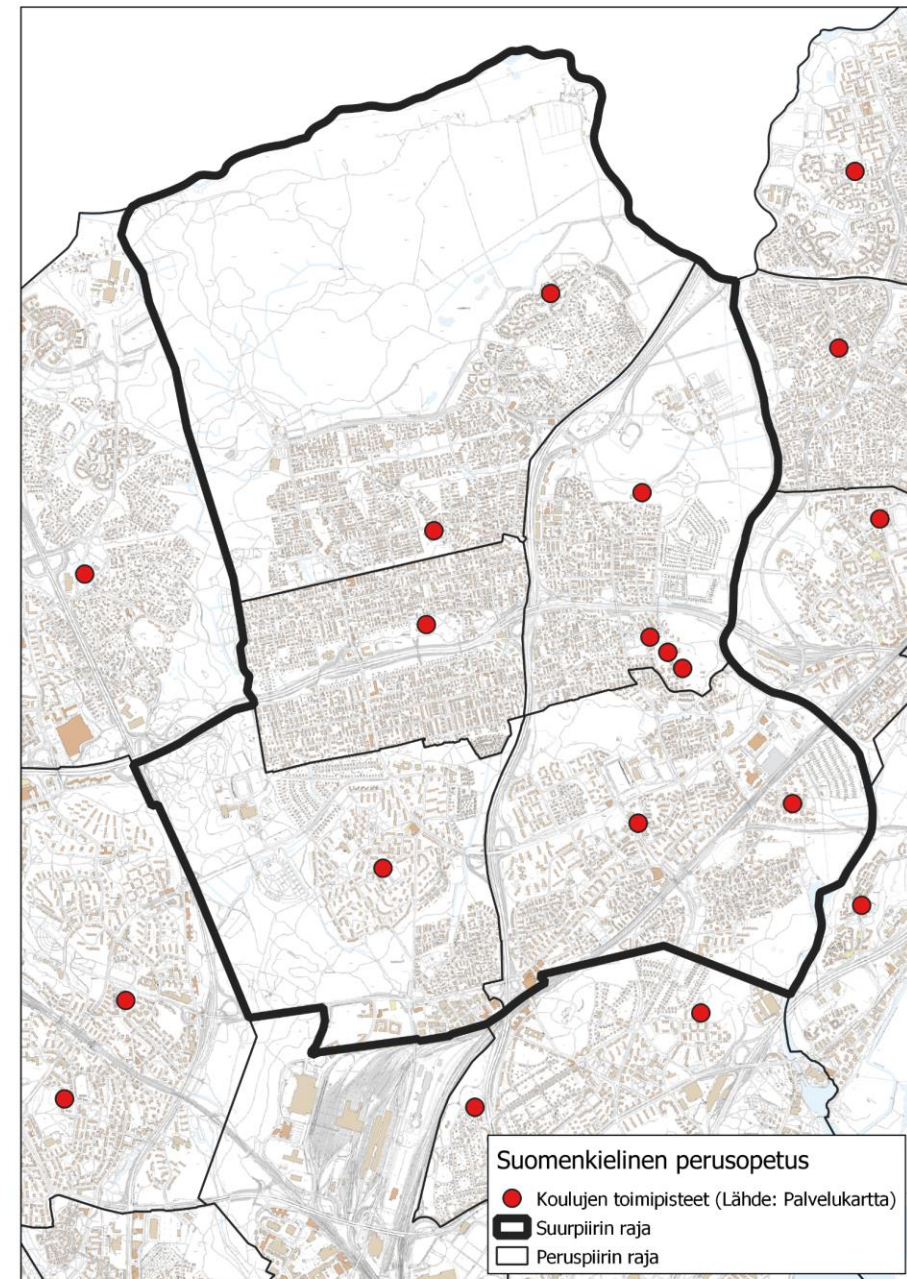 Suomenkielinen perusopetus
Koulujen toimipisteet (Lähde: Palvelukartta)
Suurpiirin raja
Peruspiirin raja